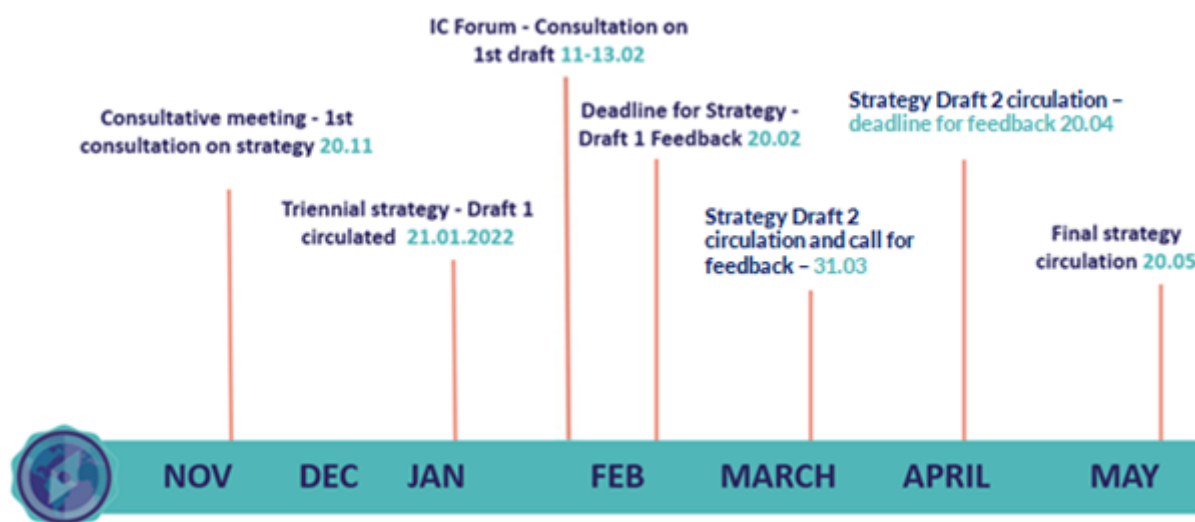 IC Forum - Consultation on
1st draft 11-13.02
Consultative meeting - 1st
consultation on strategy 20.11
Deadline for Strategy -
Draft 1 Feedback 20.02
Strategy Draft 2 circulation –
deadline for feedback 20.04
Triennial strategy - Draft 1
circulated 21.01.2022
Strategy Draft 2
circulation and call for
feedback – 31.03
Final strategy
circulation 20.05
NOV DEC JAN FEB MARCH APRIL MAY